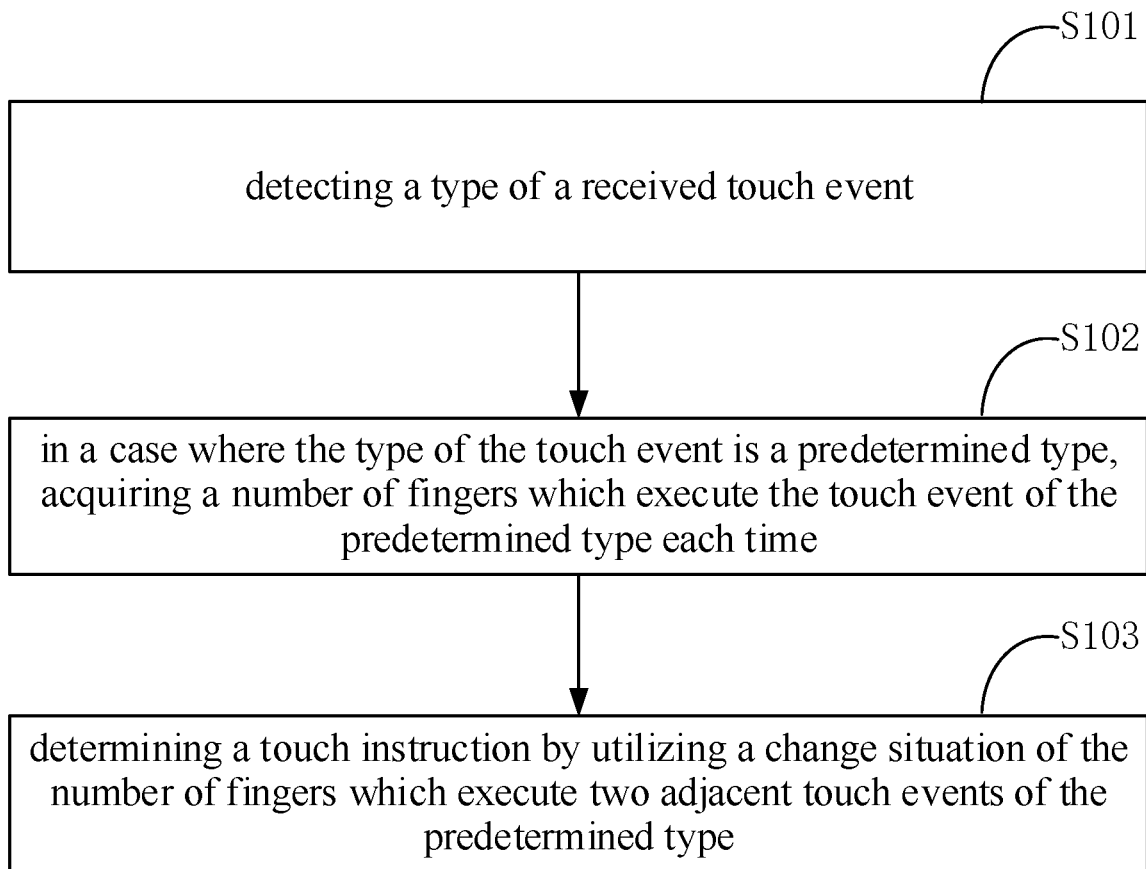 S101
detecting a type of a received touch event
S102
in a case where the type of the touch event is a predetermined type,
acquiring a number of fingers which execute the touch event of the
predetermined type each time
S103
determining a touch instruction by utilizing a change situation of the
number of fingers which execute two adjacent touch events of the
predetermined type